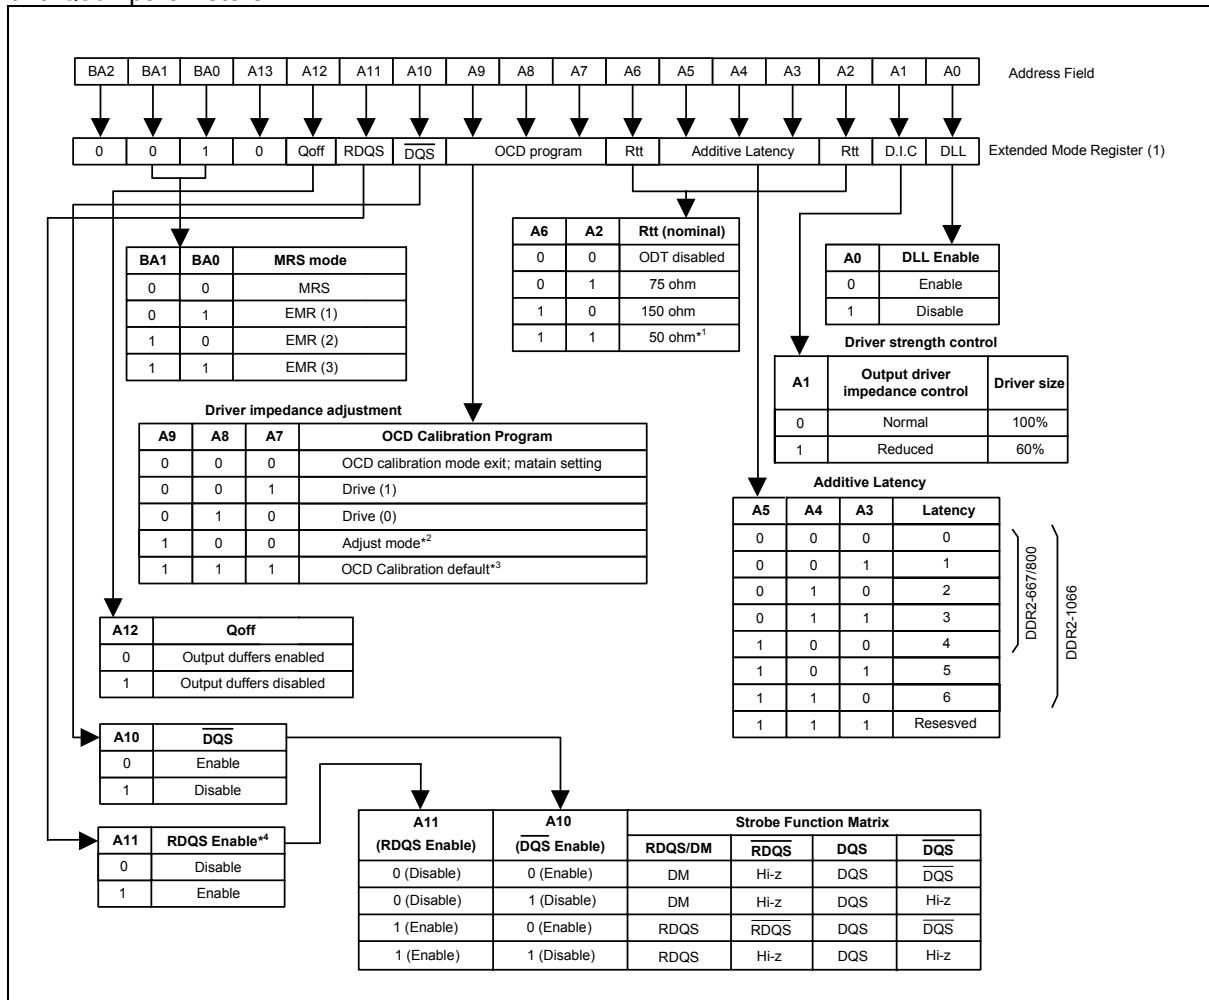 BA2 BA1 BA0 A13 A12 A11 A10 A9 A8 A7 A6 A5 A4 A3 A2 A1 A0 Address Field
0 0 1 0 Qoff RDQS DQS OCD program Rtt Additive Latency Rtt D.I.C DLL Extended Mode Register (1)
BA1 BA0 MRS mode
0 0 MRS
0 1 EMR (1)
1 0 EMR (2)
1 1 EMR (3)
A6 A2 Rtt (nominal)
0 0 ODT disabled
0 1 75 ohm
1 0 150 ohm
1 1 50 ohm*1
A0 DLL Enable
0 Enable
1 Disable
Driver strength control
A1 Output driver impedance control Driver size
0 Normal 100%
1 Reduced 60%
Driver impedance adjustment
A9 A8 A7 OCD Calibration Program
0 0 0 OCD calibration mode exit; matain setting
0 0 1 Drive (1)
0 1 0 Drive (0)
1 0 0 Adjust mode*2
1 1 1 OCD Calibration default*3
Additive Latency
A5 A4 A3 Latency
0 0 0 0
0 0 1 1
0 1 0 2
0 1 1 3
1 0 0 4
1 0 1 5
1 1 0 6
1 1 1 Resesved
DDR2-667/800
DDR2-1066
A12 Qoff
0 Output duffers enabled
1 Output duffers disabled
A10 DQS
0 Enable
1 Disable
A11 RDQS Enable*4
0 Disable
1 Enable
A11 (RDQS Enable) A10 (DQS Enable) Strobe Function Matrix
RDQS/DM RDQS DQS DQS
0 (Disable) 0 (Enable) DM Hi-z DQS DQS
0 (Disable) 1 (Disable) DM Hi-z DQS Hi-z
1 (Enable) 0 (Enable) RDQS RDQS DQS DQS
1 (Enable) 1 (Disable) RDQS Hi-z DQS Hi-z